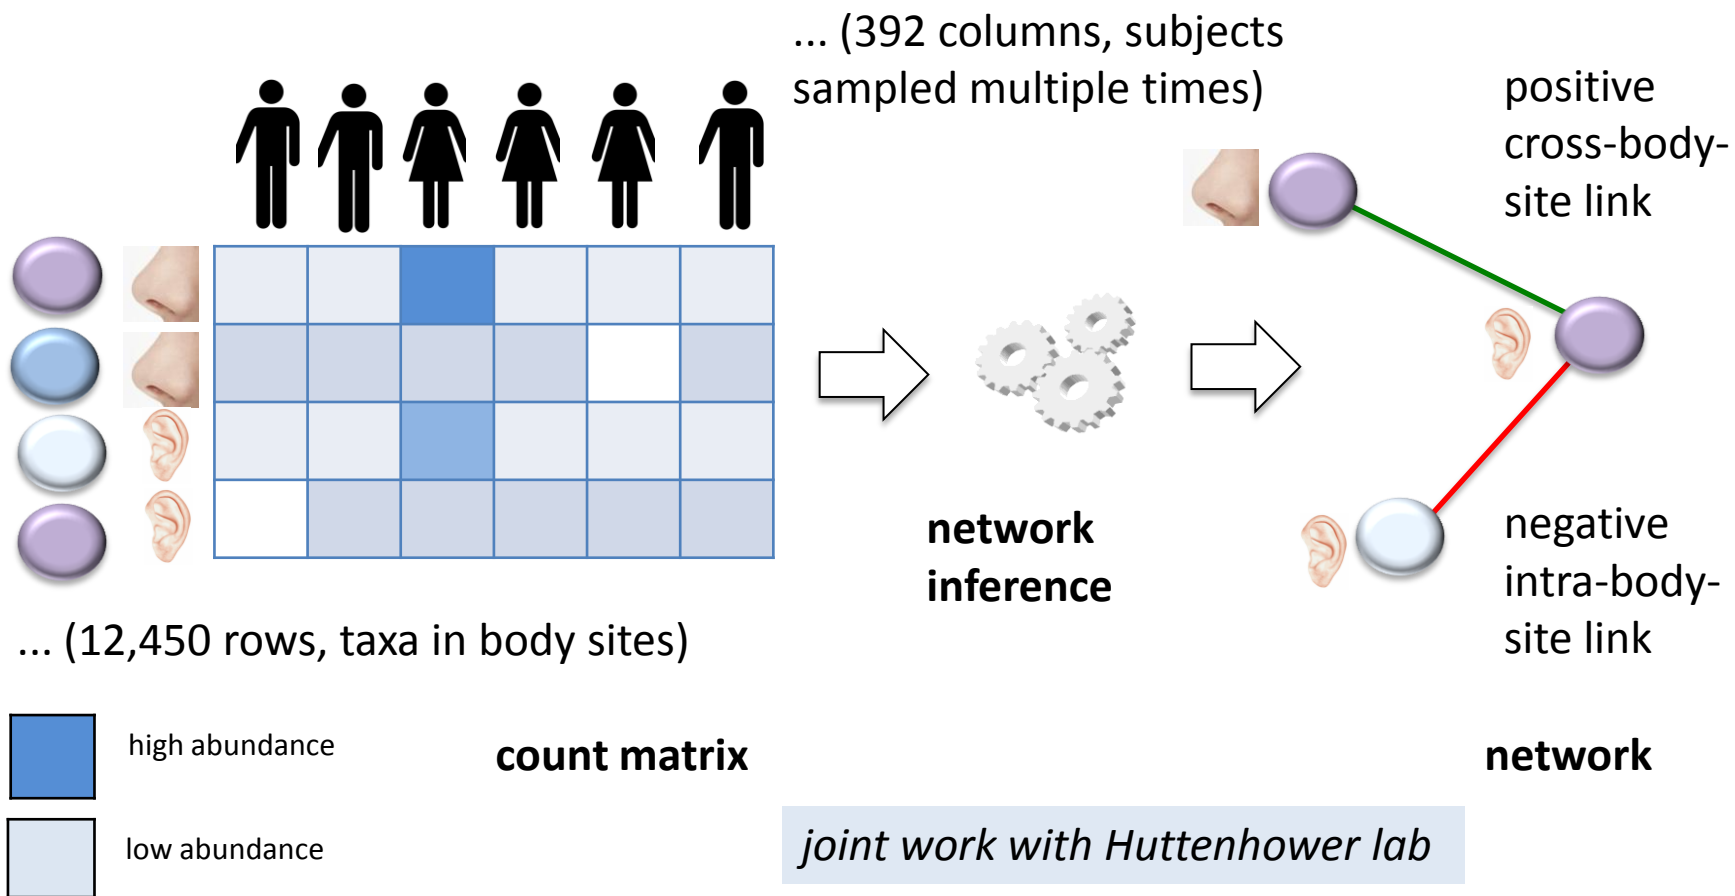 ... (392 columns, subjects
sampled multiple times)
positive
cross-body-
site link
network
inference
negative
intra-body-
site link
... (12,450 rows, taxa in body sites)
high abundance
count matrix
network
low abundance
joint work with Huttenhower lab